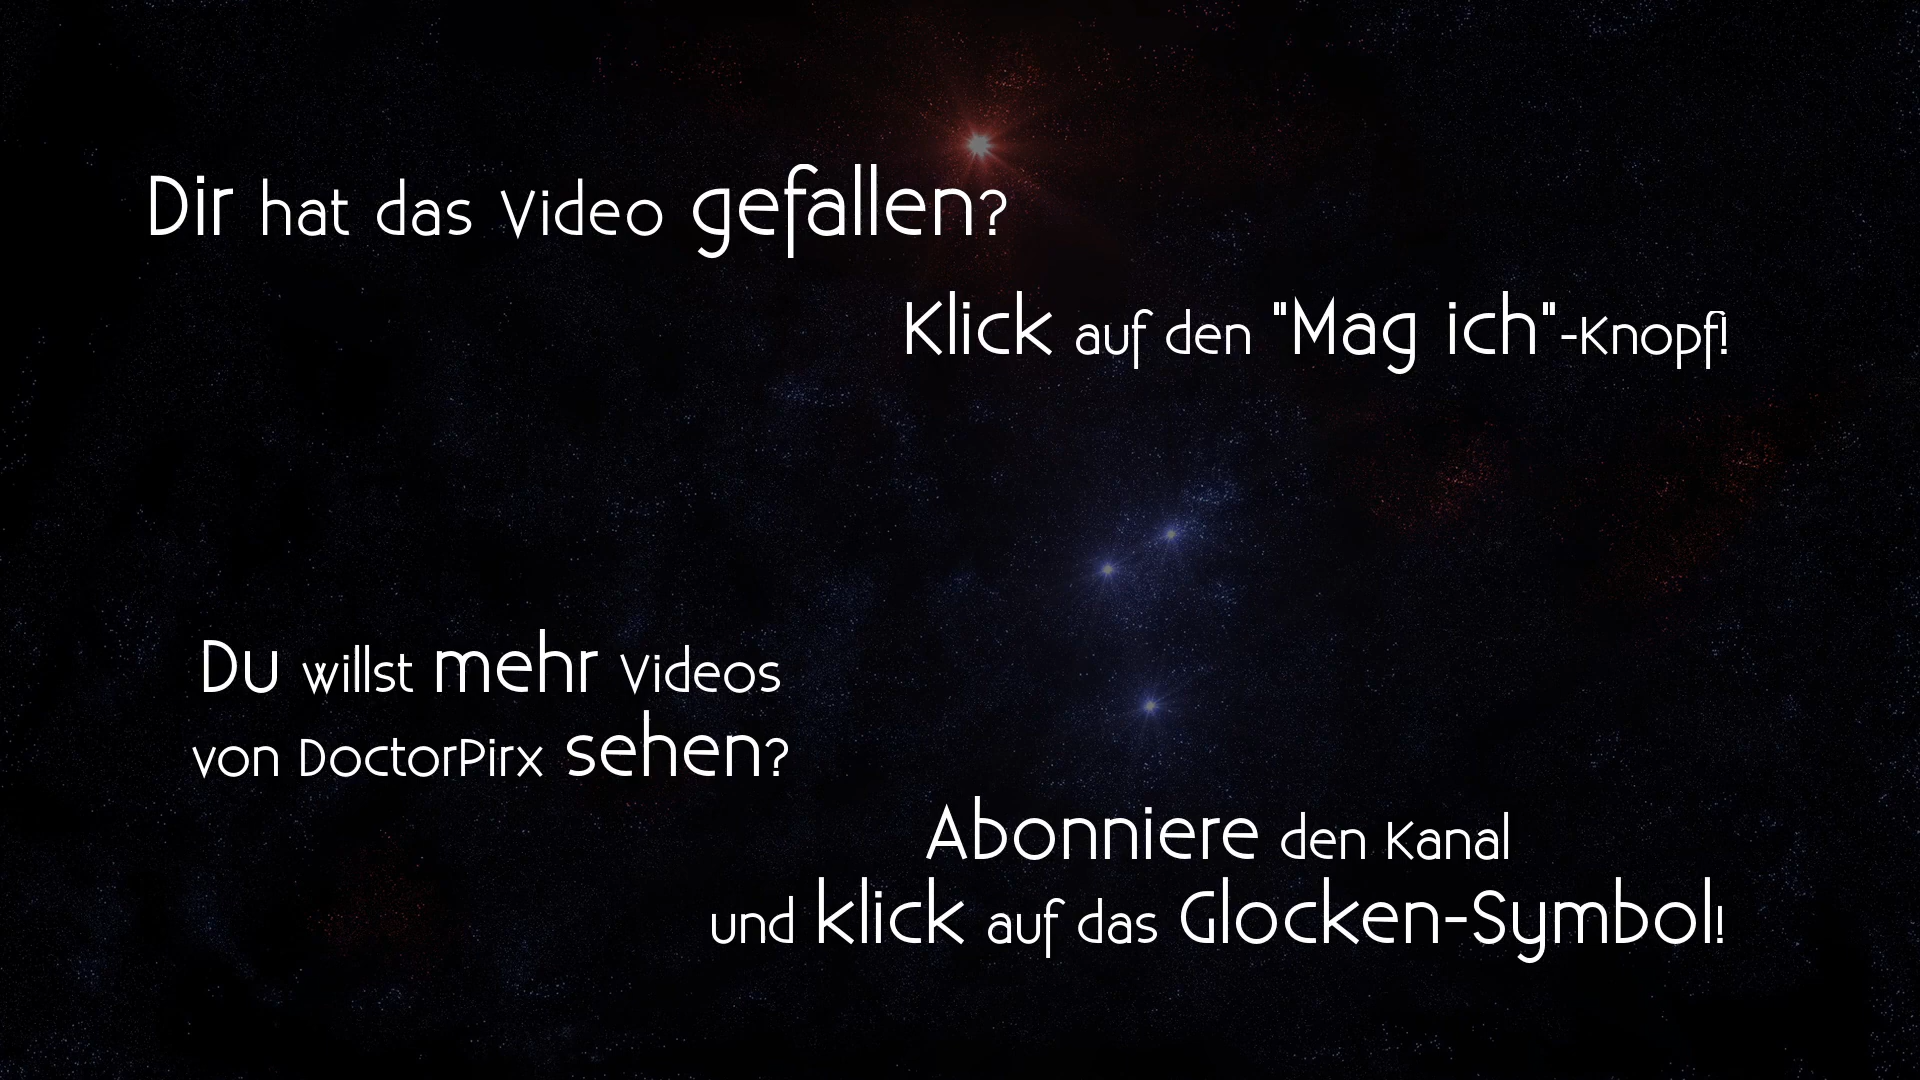 Dir hat das Video gefallen?
Klick auf den "Mag ich"-Knopf!
Du willst mehr Videos
von DoctorPirx sehen?
Abonniere den Kanal
und klick auf das Glocken-Symbol!